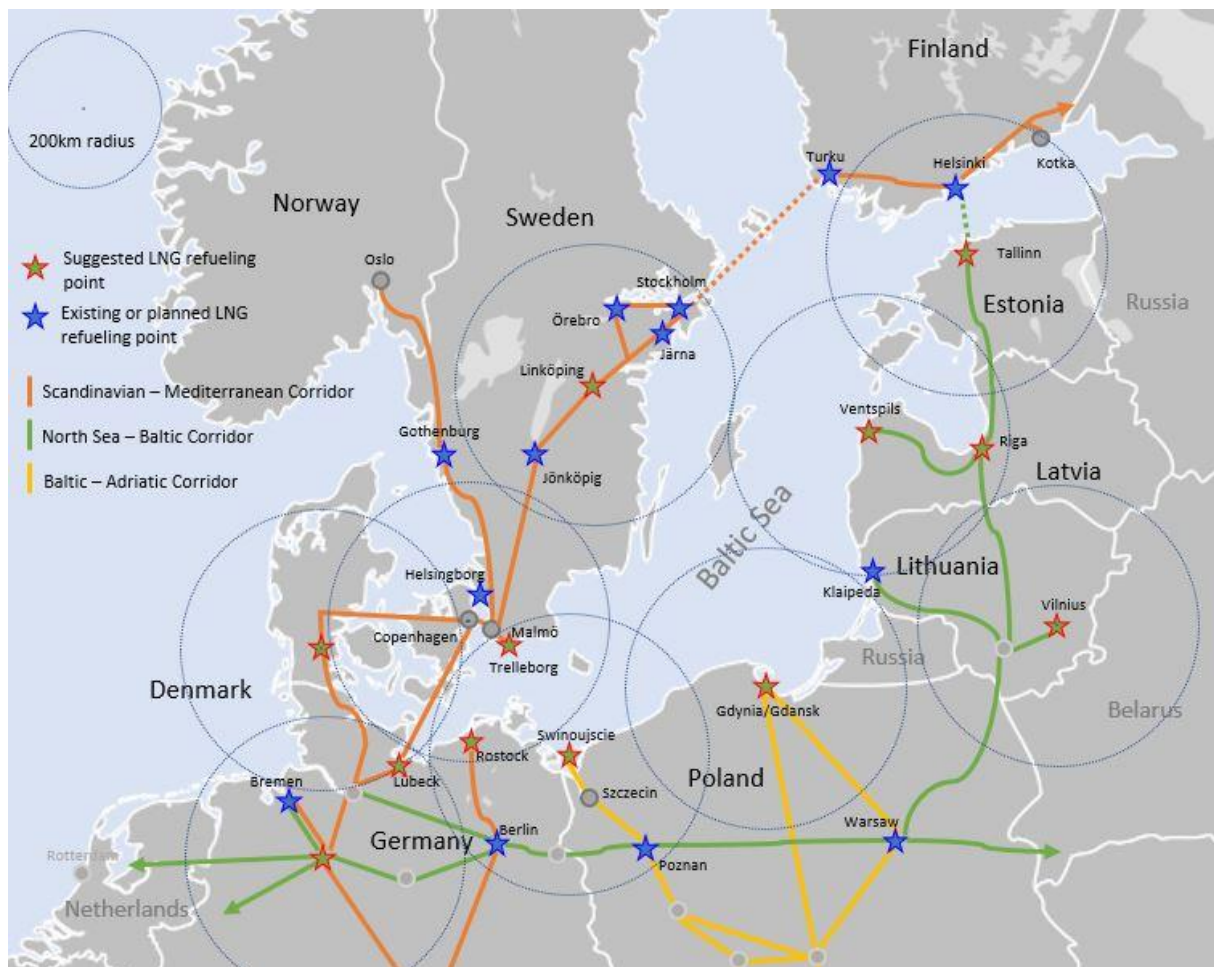 Finland
200km radius
Turku
Helsinki
Kotka
Norway
Sweden
Suggested LNG refueling
point
Oslo
Tallinn
Stockholm
Estonia
Russia
Existing or planned LNG
refueling point
Örebro
Järna
Linköping
Scandinavian – Mediterranean Corridor
Ventspils
Gothenburg
North Sea – Baltic Corridor
Riga
Latvia
Jönköpig
Baltic – Adriatic Corridor
Baltic Sea
Helsingborg
Lithuania
Klaipeda
Vilnius
Copenhagen
Malmö
Trelleborg
Russia
Denmark
Gdynia/Gdansk
Belarus
Swinoujscie
Rostock
Bremen
Lübeck
Poland
Szczecin
Warsaw
Berlin
Germany
Rotterdam
Poznan
Netherlands